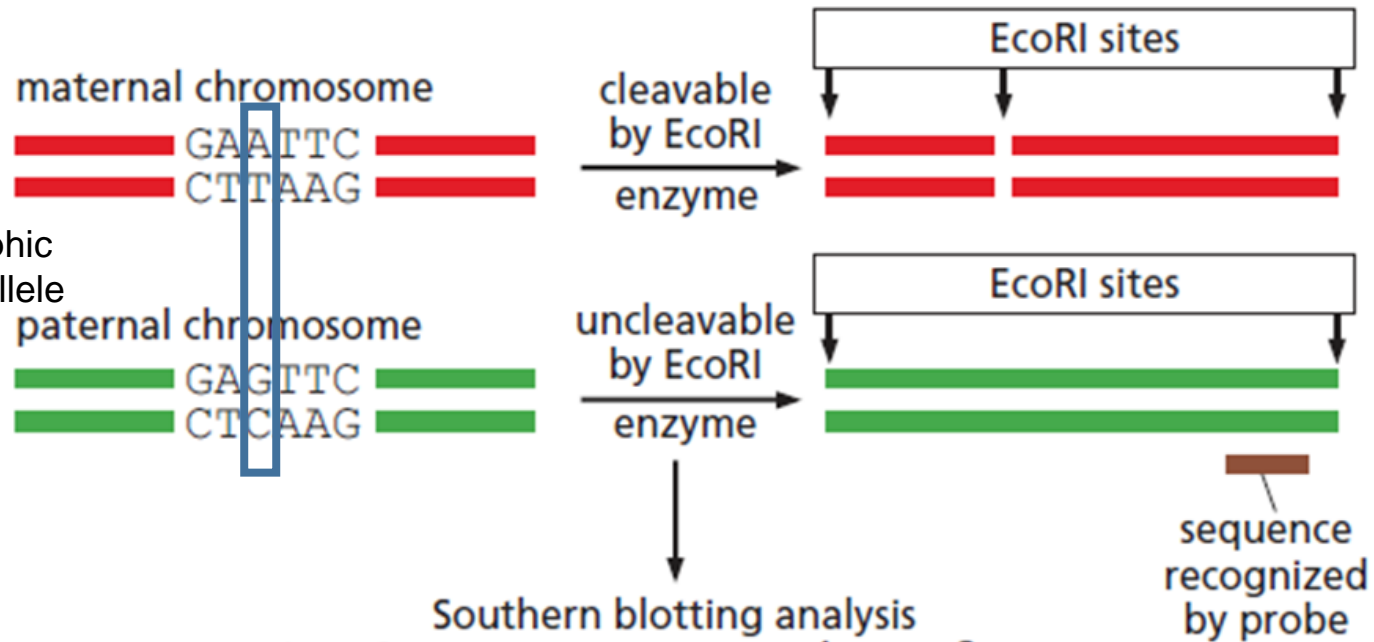 maternal chromosome
GAATTC
CTTAAG
cleavable
by EcoRI
enzyme
EcoRI sites
llele
paternal chromosome
GAGTTC
CTCAAG
uncleavable
by EcoRI
enzyme
EcoRI sites
Southern blotting analysis
sequence
recognized
by probe